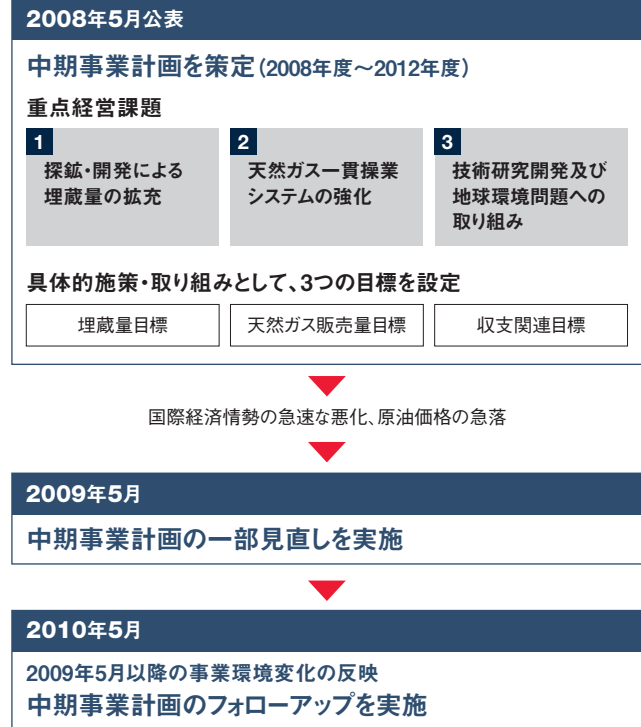 2008年5月公表
中期事業計画を策定（2008年度～2012年度）
重点経営課題
1
探鉱・開発による
埋蔵量の拡充
2
天然ガス一貫操業
システムの強化
3
技術研究開発及び
地球環境問題への
取り組み
具体的施策・取り組みとして、3つの目標を設定
埋蔵量目標
天然ガス販売量目標
収支関連目標
国際経済情勢の急速な悪化、原油価格の急落
2009年5月
中期事業計画の一部見直しを実施
2010年5月
2009年5月以降の事業環境変化の反映
中期事業計画のフォローアップを実施